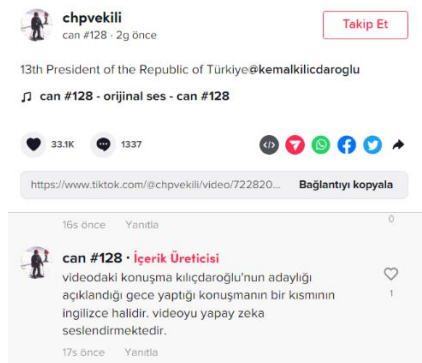 chpvekili
can #128 · 2g önce
Takip Et
13th President of the Republic of Türkiye@kemalkilicdaroglu
can #128 - orijinal ses - can #128
33.1K
1337
</>
https://www.tiktok.com/@chpvekili/video/722820... Bağlantıyı kopyala
16s önce Yanıtla
0
can #128 · İçerik Üreticisi
videodaki konuşma kılıçdaroğlu'nun adaylığı
açıklandığı gece yaptığı konuşmanın bir kısmının
1
ingilizce halidir. videoyu yapay zeka
seslendirmektedir.
17s önce Yanıtla